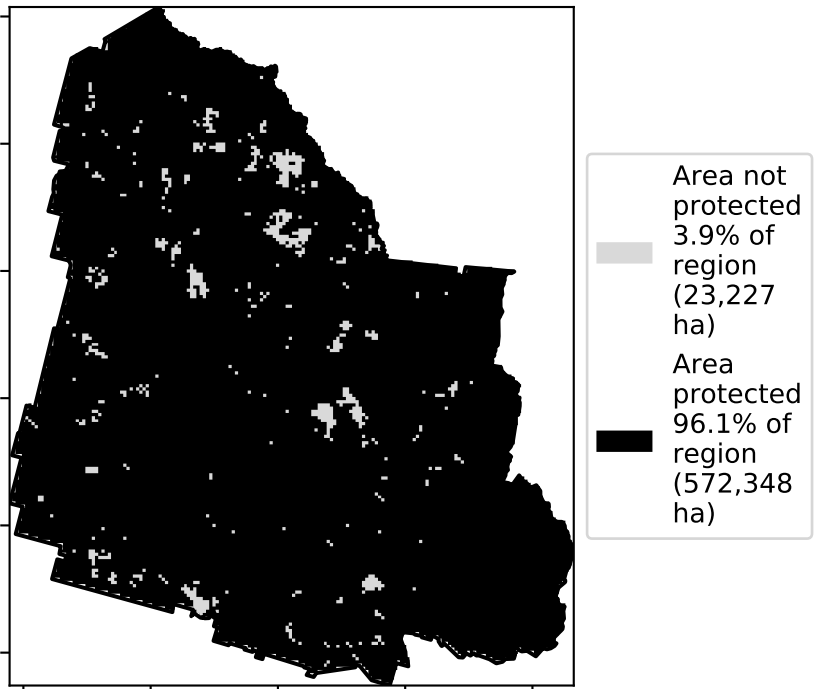 Area not
protected
3.9% of
region
(23,227
ha)
Area
protected
96.1% of
region
(572,348
ha)